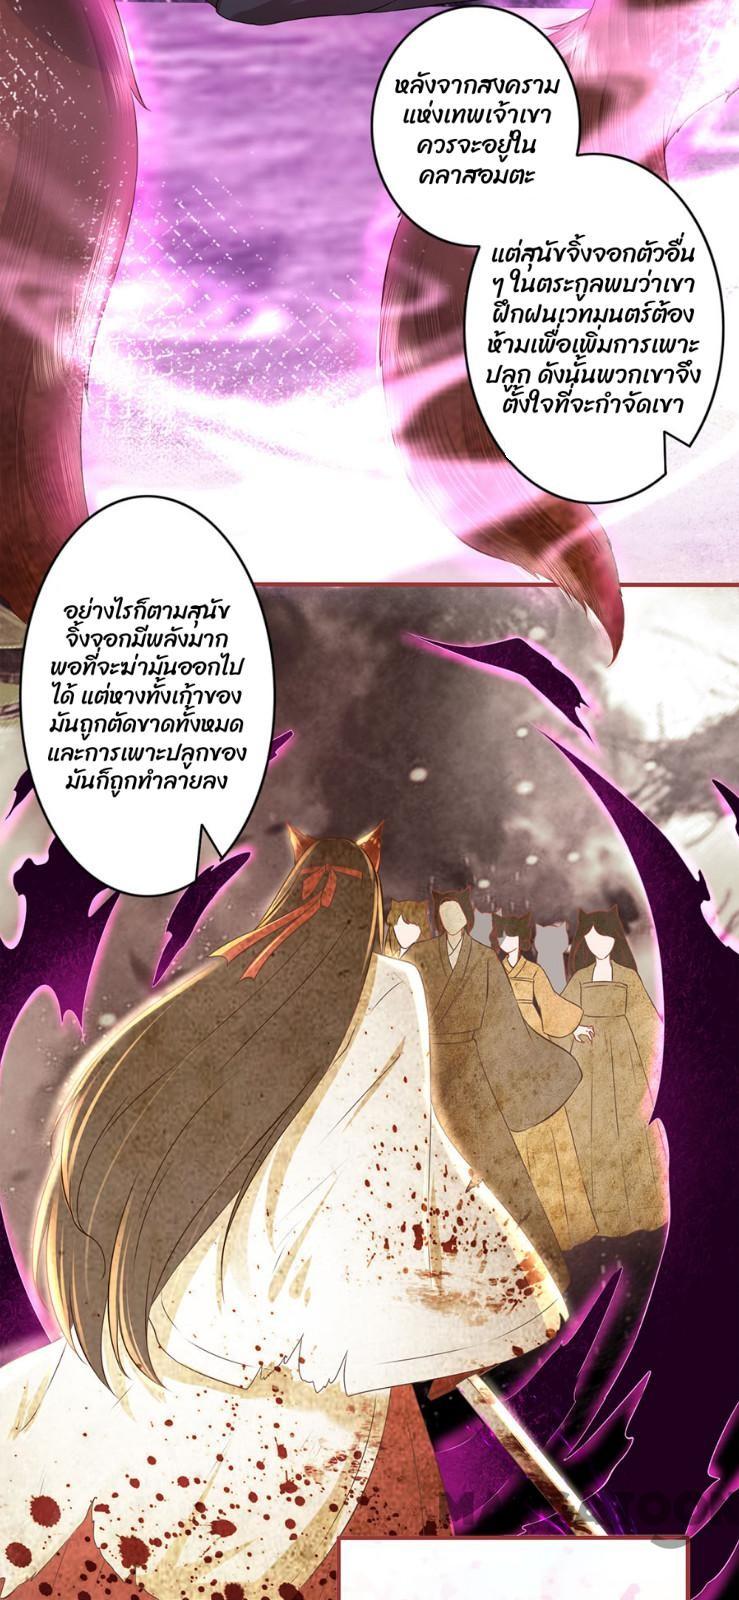 หลังจากสงคราม
แห่งเทพเจ้าเขา
ควรจะอยู่ใน
คลาสอมตะ
แต่สุนัขจิ้งจอกตัวอื่น
ๆ ในตระกูลพบว่าเขา
ฝึกฝนเวทมนตร์ต้อง
ห้ามเพื่อเพิ่มการเพาะ
ปลูก ดังนั้นพวกเขาจึง
ตั้งใจที่จะกำจัดเขา
อย่างไรก็ตามสุนัข
จิ้งจอกมีพลังมาก
พอที่จะฆ่ามันออกไป
ได้ แต่หางทั้งเก้าของ
มันถูกตัดขาดทั้งหมด
และการเพาะปลูกของ
มันก็ถูกทำลายลง
MANGATOON